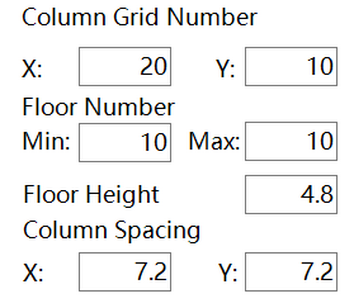 Column Grid Number
X: 20 Y: 10
Floor Number
Min: 10 Max: 10
Floor Height 4.8
Column Spacing
X: 7.2 Y: 7.2